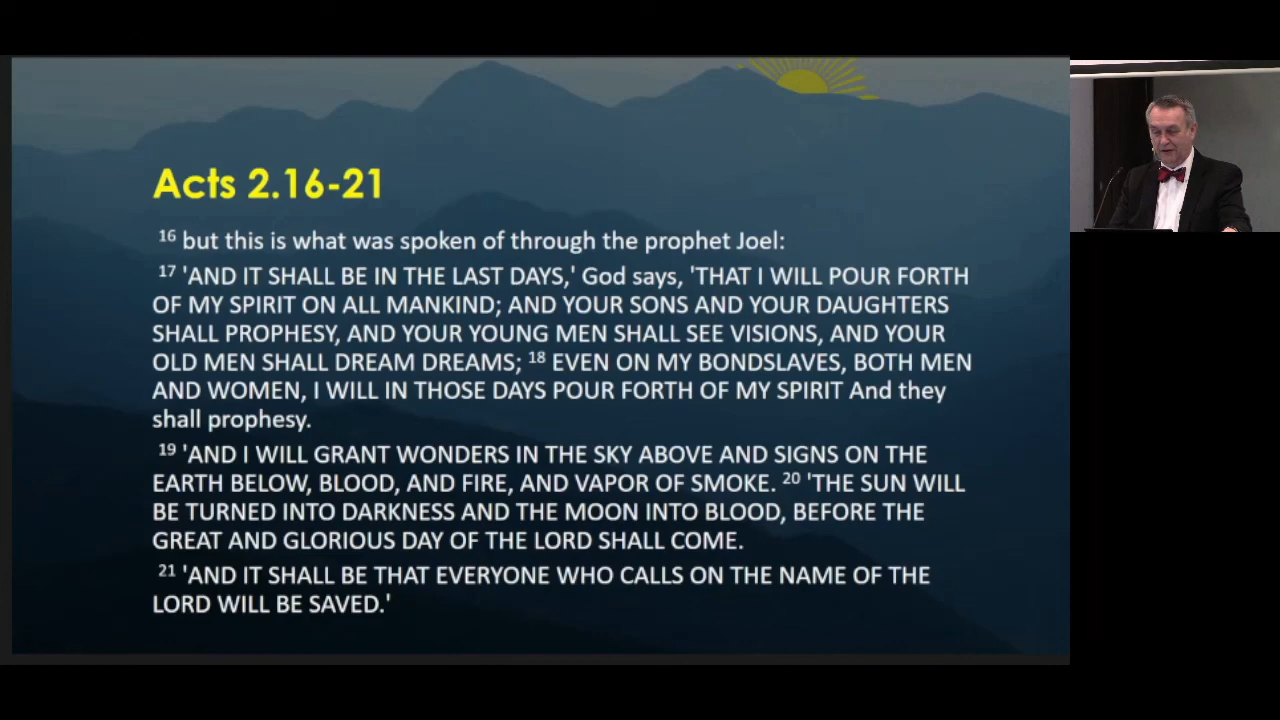 Acts 2.16-21
16 but this is what was spoken of through the prophet Joel:
17 'AND IT SHALL BE IN THE LAST DAYS,' God says, 'THAT I WILL POUR FORTH
OF MY SPIRIT ON ALL MANKIND; AND YOUR SONS AND YOUR DAUGHTERS
SHALL PROPHESY, AND YOUR YOUNG MEN SHALL SEE VISIONS, AND YOUR
OLD MEN SHALL DREAM DREAMS; 18 EVEN ON MY BONDSLAVES, BOTH MEN
AND WOMEN, I WILL IN THOSE DAYS POUR FORTH OF MY SPIRIT And they
shall prophesy.
19 'AND I WILL GRANT WONDERS IN THE SKY ABOVE AND SIGNS ON THE
EARTH BELOW, BLOOD, AND FIRE, AND VAPOR OF SMOKE. 20 'THE SUN WILL
BE TURNED INTO DARKNESS AND THE MOON INTO BLOOD, BEFORE THE
GREAT AND GLORIOUS DAY OF THE LORD SHALL COME.
21 'AND IT SHALL BE THAT EVERYONE WHO CALLS ON THE NAME OF THE
LORD WILL BE SAVED.'